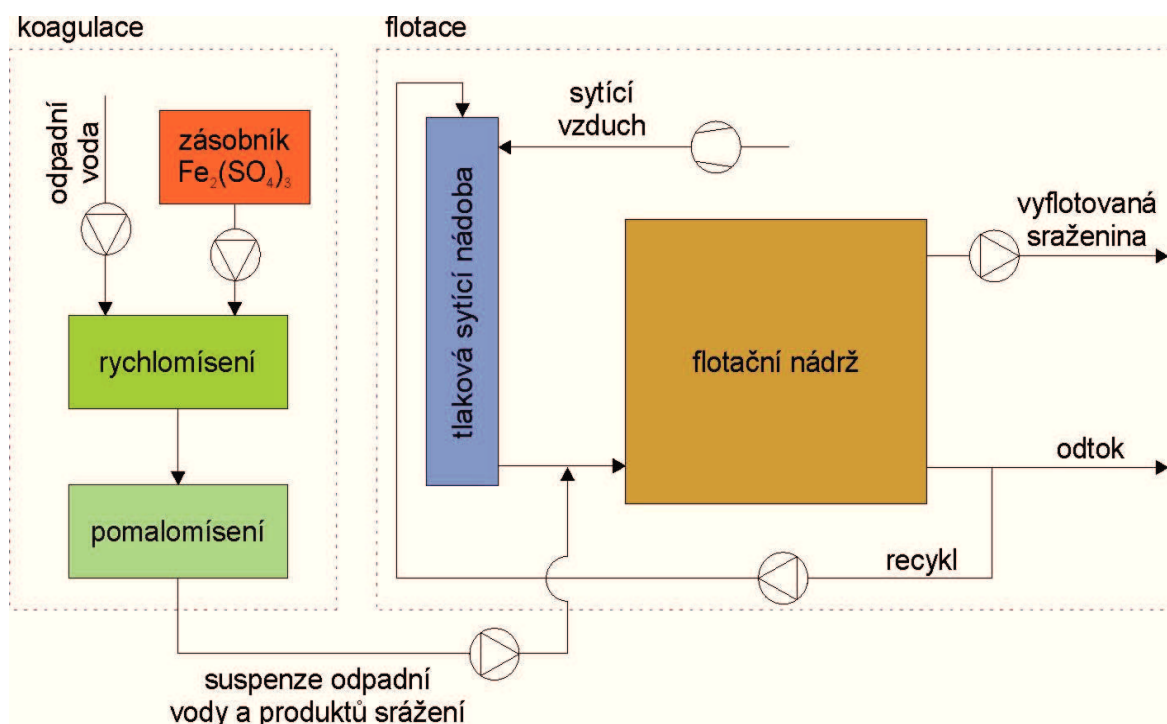 koagulace
flotace
odpadní
voda
zásobník
Fe₂(SO₄)₃
sytící
vzduch
tlaková sytící nádoba
vyflotovaná
sraženina
rychlomísení
flotační nádrž
odtok
pomalomísení
recykl
suspenze odpadní
vody a produktů srážení